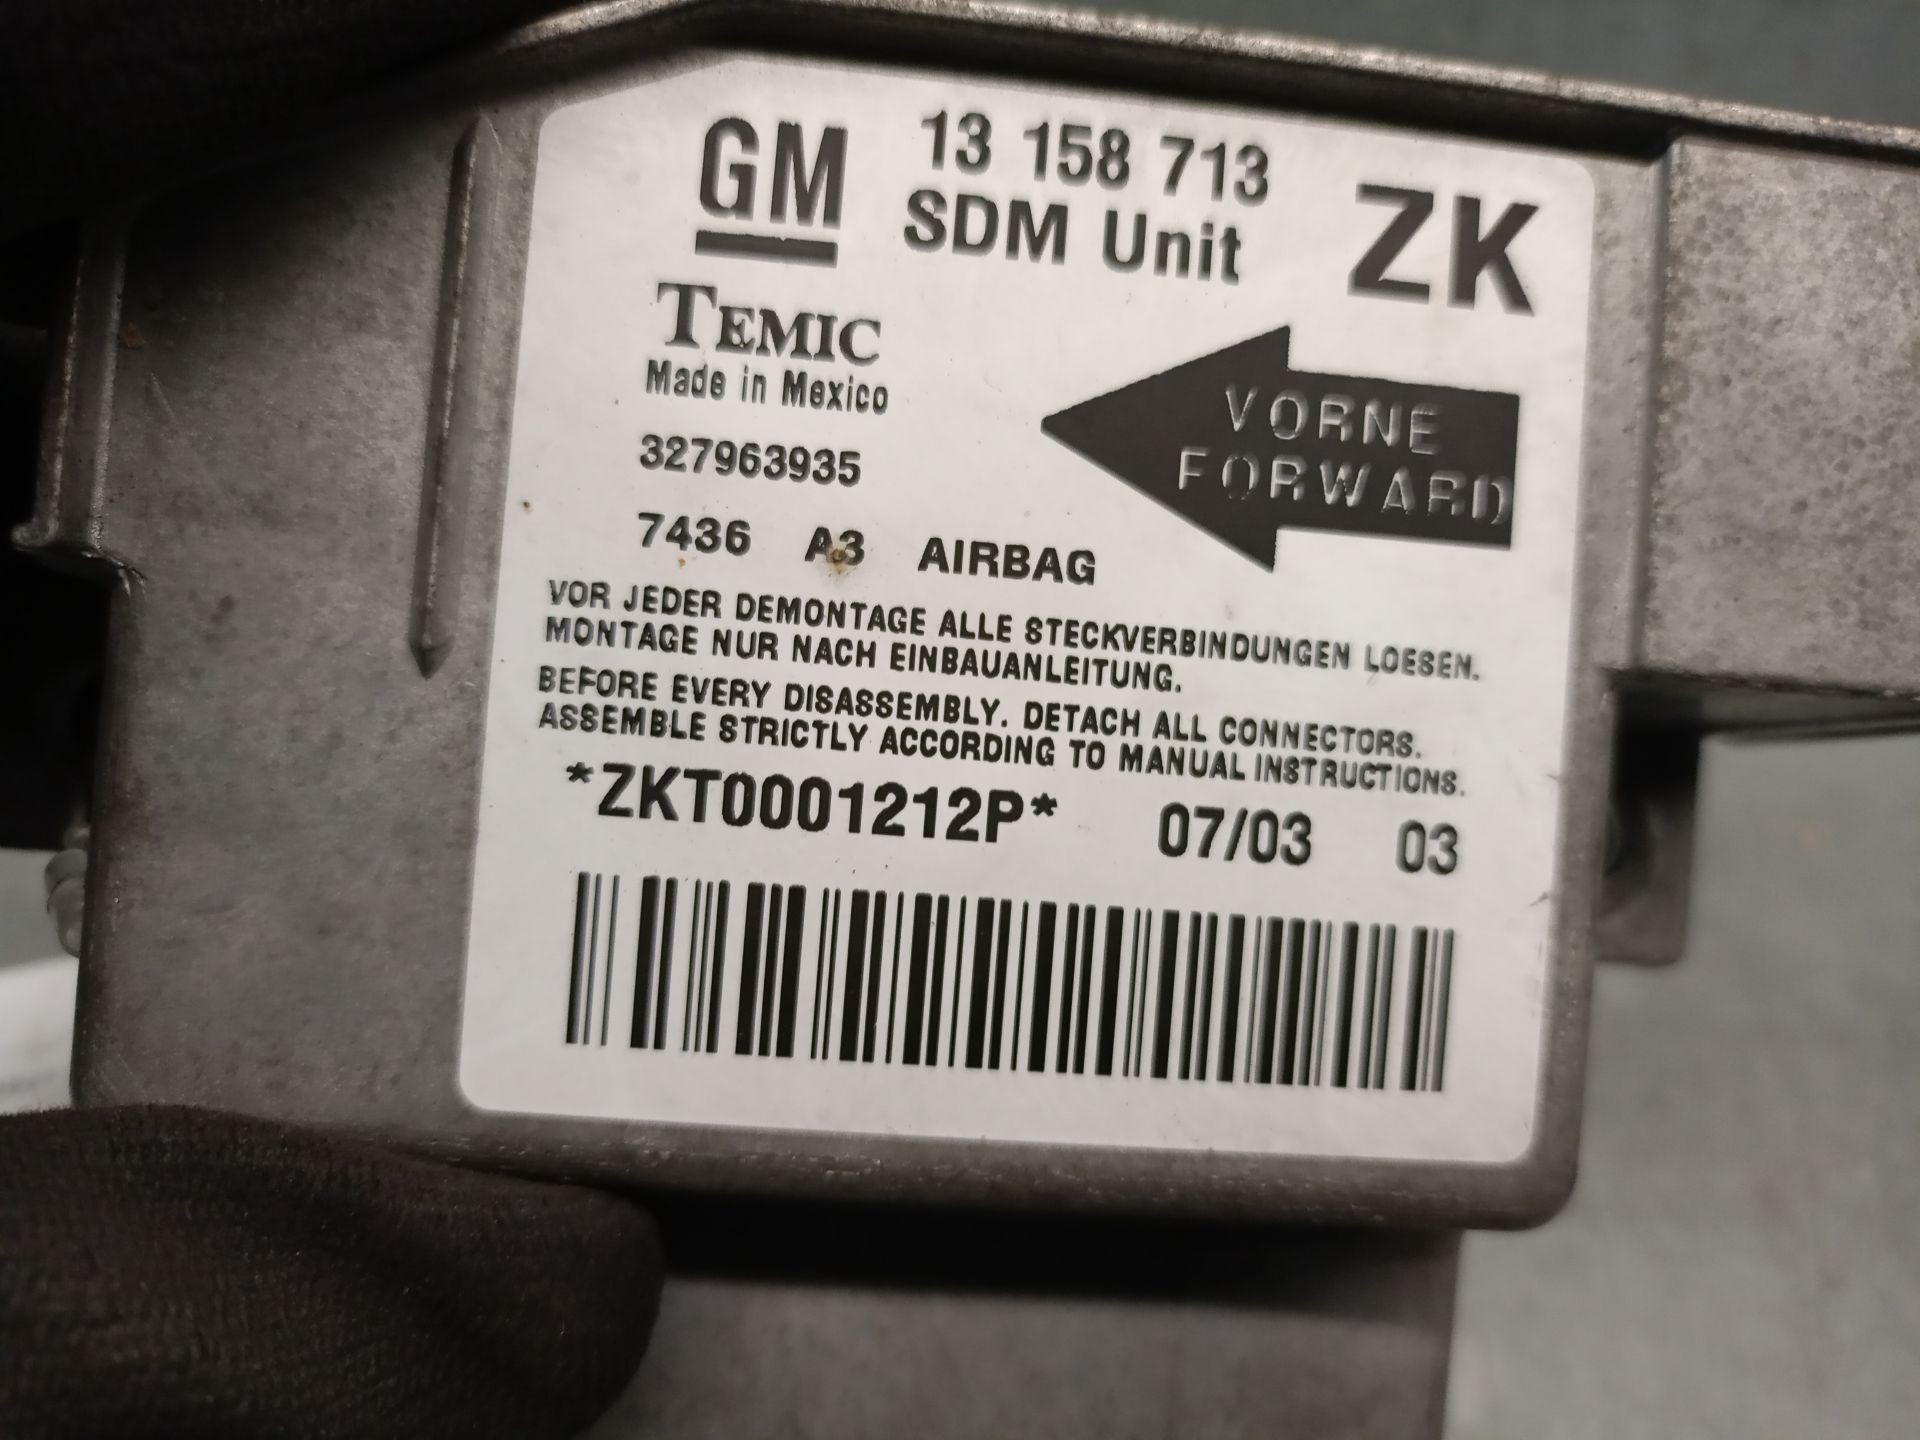 GM 13 158 713 ZK
SDM Unit
TEMIC
Made in Mexico
VORNE
FORWARD
327963935
7436 A3 AIRBAG
VOR JEDER DEMONTAGE ALLE STECKVERBINDUNGEN LOESEN.
MONTAGE NUR NACH EINBAUANLEITUNG.
BEFORE EVERY DISASSEMBLY. DETACH ALL CONNECTORS.
ASSEMBLE STRICTLY ACCORDING TO MANUAL INSTRUCTIONS.
*ZKT0001212P* 07/03 03